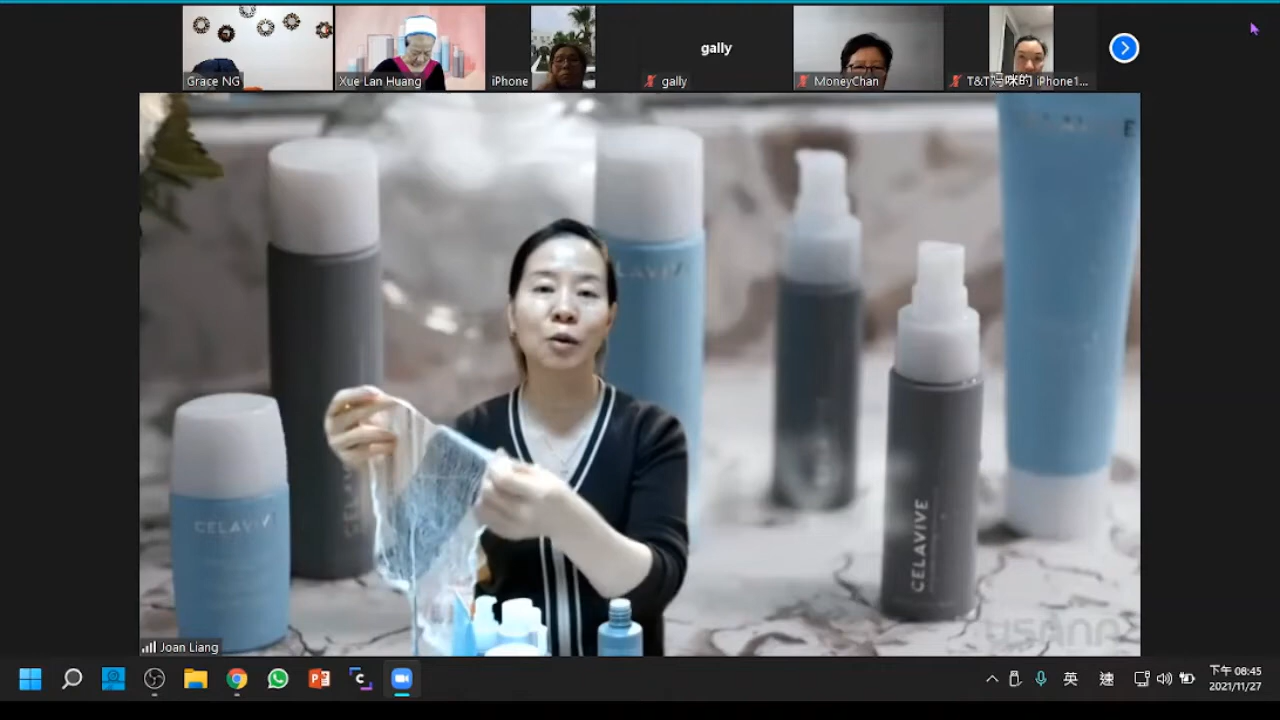 gally
Grace NG
Xue Lan Huang
iPhone
gally
MoneyChan
T&T媽咪的 iPhone1...
CELAVIVE
CELAVIVE
Joan Liang
usana
英
速
下午 08:45
2021/11/27